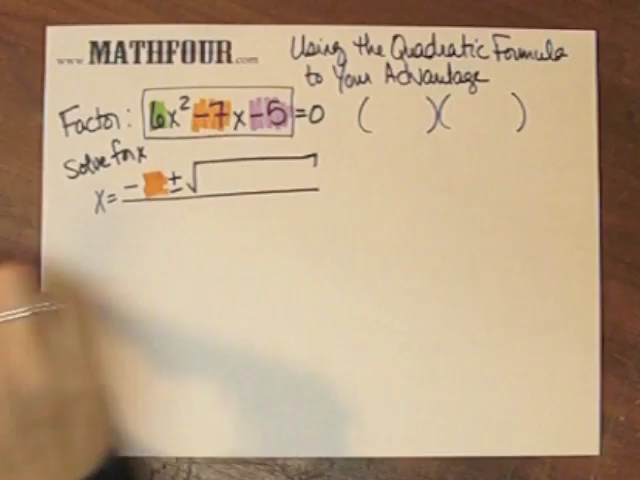 www.MATHFOUR.com
Using the Quadratic Formula
to Your Advantage
Factor: 6x² -7x -5 =0 (   )(   )
Solve for x
x = - ± √